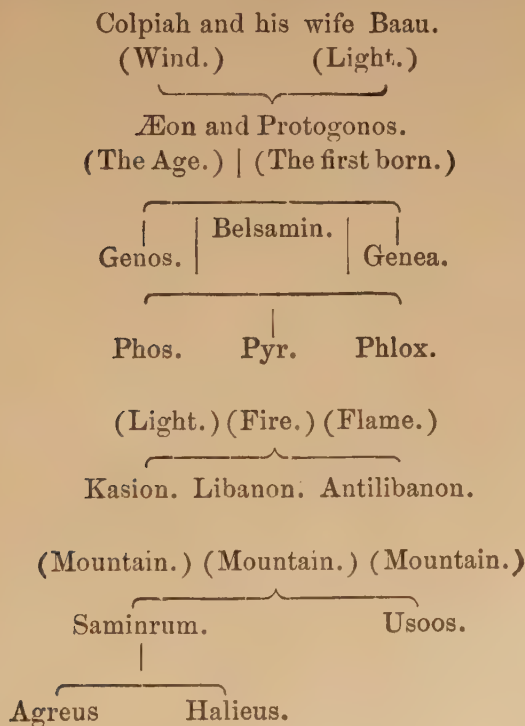 Colpiah and his wife Baau.
(Wind.) (Light.)
Æon and Protogonos.
(The Age.) | (The first born.)
Belsamin.
Genos. Genea.
Phos. Pyr. Phlox.
(Light.) (Fire.) (Flame.)
Kasion. Libanon. Antilibanon.
(Mountain.) (Mountain.) (Mountain.)
Saminrum. Usoos.
Agreus Halieus.